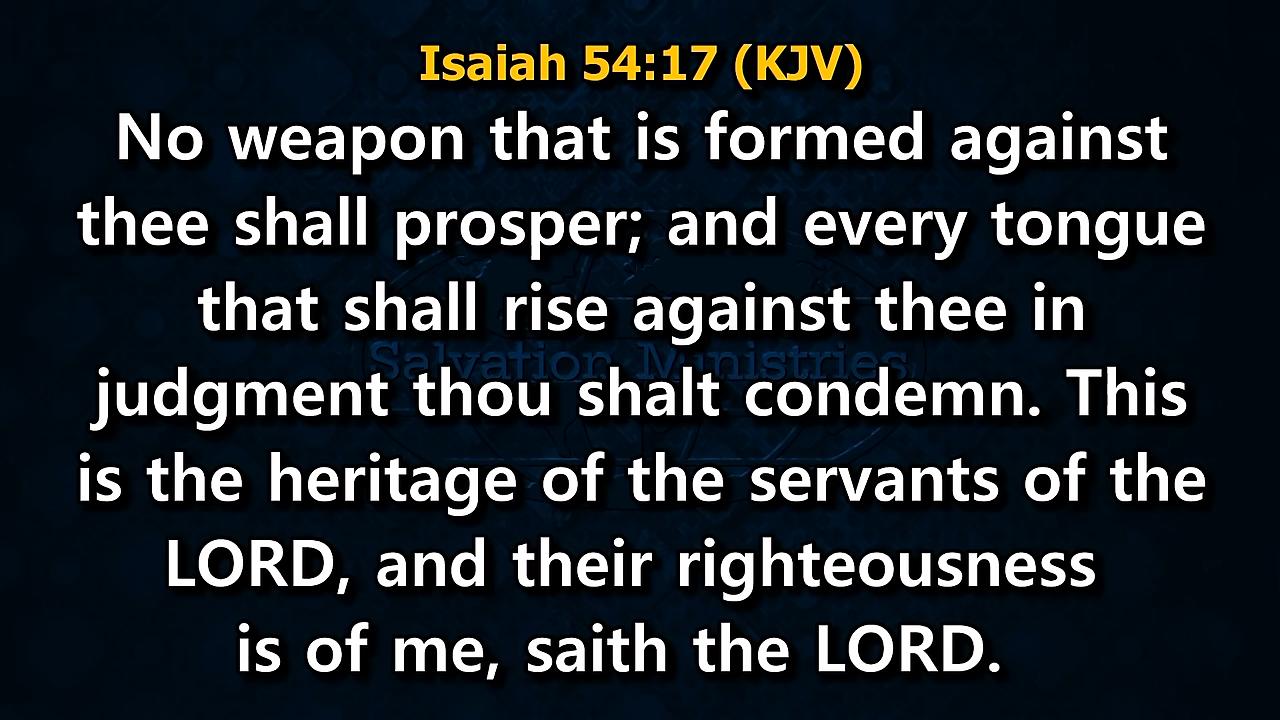 Isaiah 54:17 (KJV)
No weapon that is formed against
thee shall prosper; and every tongue
that shall rise against thee in
Salvation Ministries
judgment thou shalt condemn. This
is the heritage of the servants of the
LORD, and their righteousness
is of me, saith the LORD.